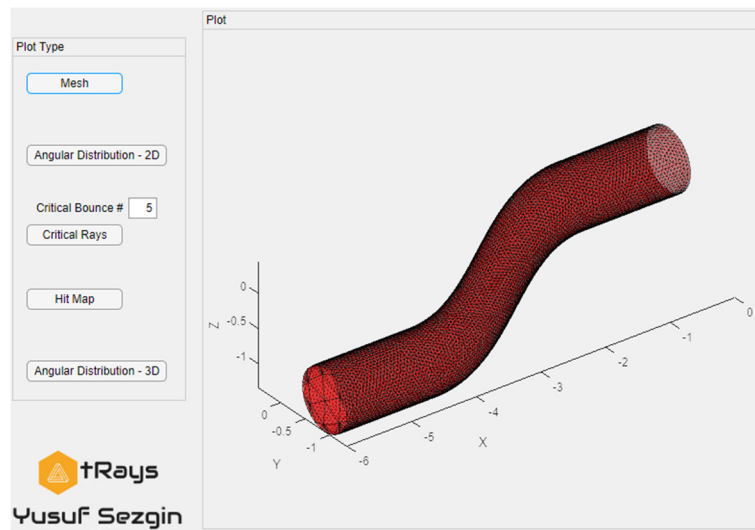 Plot
Plot Type
Mesh
Angular Distribution - 2D
Critical Bounce # 5
Critical Rays
Hit Map
Angular Distribution - 3D
0
-0.5
-1
Z
0
-0.5
-1
Y
-6
-5
-4
-3
-2
-1
0
X
tRays
Yusuf Sezgin